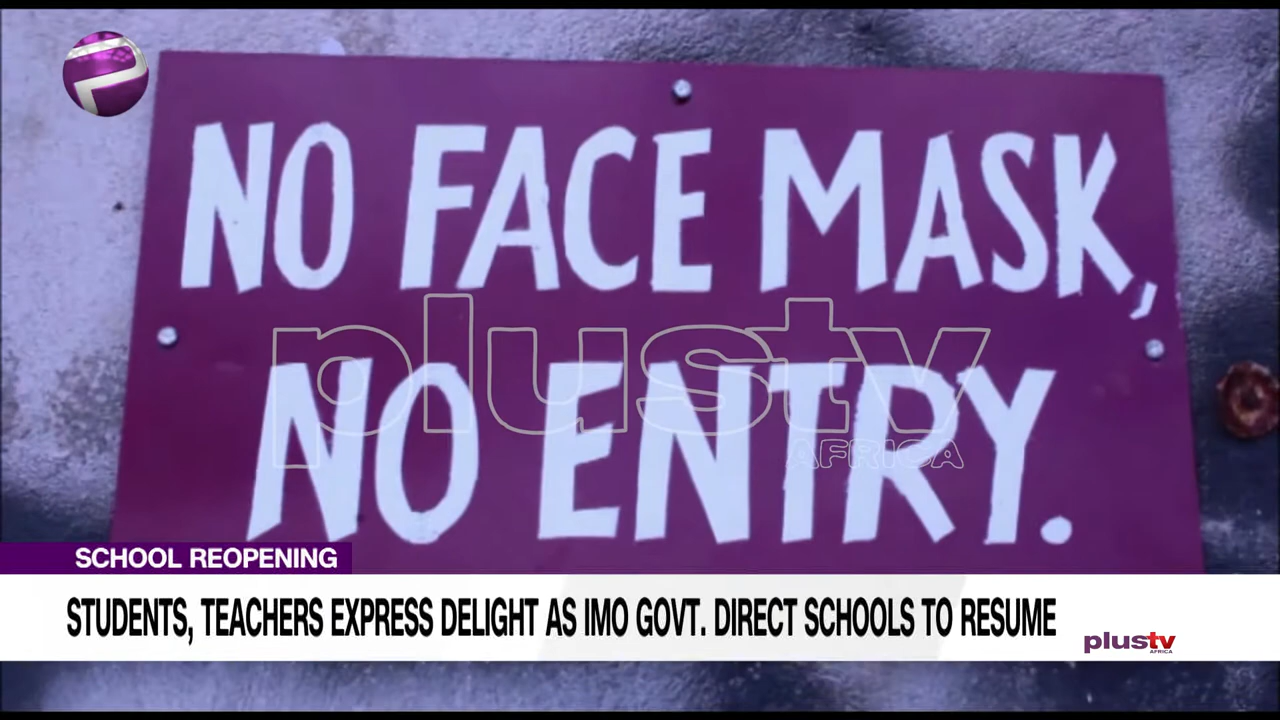 NO FACE MASK,
NO ENTRY.
plustv
AFRICA
SCHOOL REOPENING
STUDENTS, TEACHERS EXPRESS DELIGHT AS IMO GOVT. DIRECT SCHOOLS TO RESUME
plustv
AFRICA